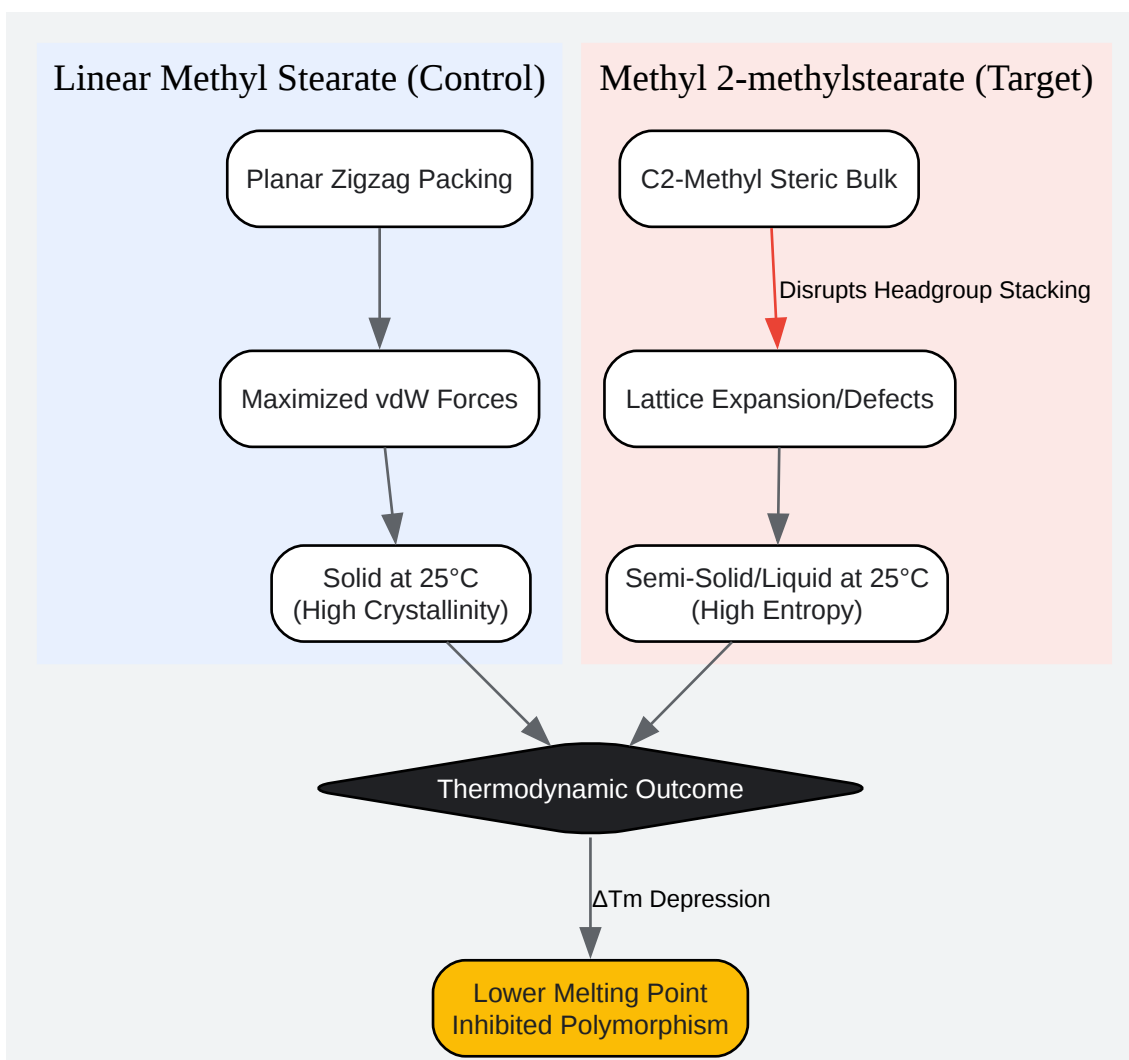 Linear Methyl Stearate (Control)
Planar Zigzag Packing
Maximized vdW Forces
Solid at 25°C
(High Crystallinity)
Methyl 2-methylstearate (Target)
C2-Methyl Steric Bulk
Disrupts Headgroup Stacking
Lattice Expansion/Defects
Semi-Solid/Liquid at 25°C
(High Entropy)
Thermodynamic Outcome
ΔTm Depression
Lower Melting Point
Inhibited Polymorphism